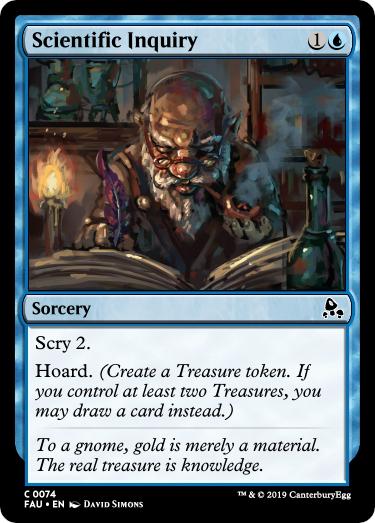 Scientific Inquiry 1
Sorcery
Scry 2.
Hoard. (Create a Treasure token. If
you control at least two Treasures, you
may draw a card instead.)
To a gnome, gold is merely a material.
The real treasure is knowledge.
C 0074
FAU • EN DAVID SIMONS
™ & © 2019 CanterburyEgg